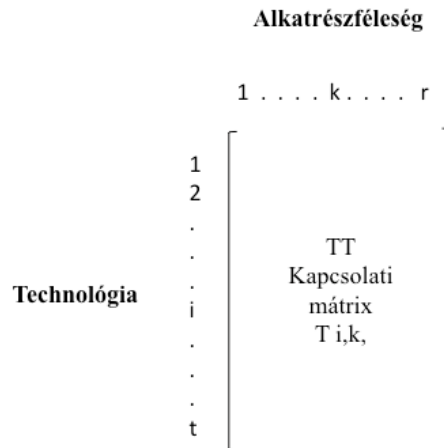 Alkatrészféleség
1 . . . . k . . . . r
1
2
.
.
.
Technológia
i
.
.
.
t
TT
Kapcsolati
mátrix
T i,k,